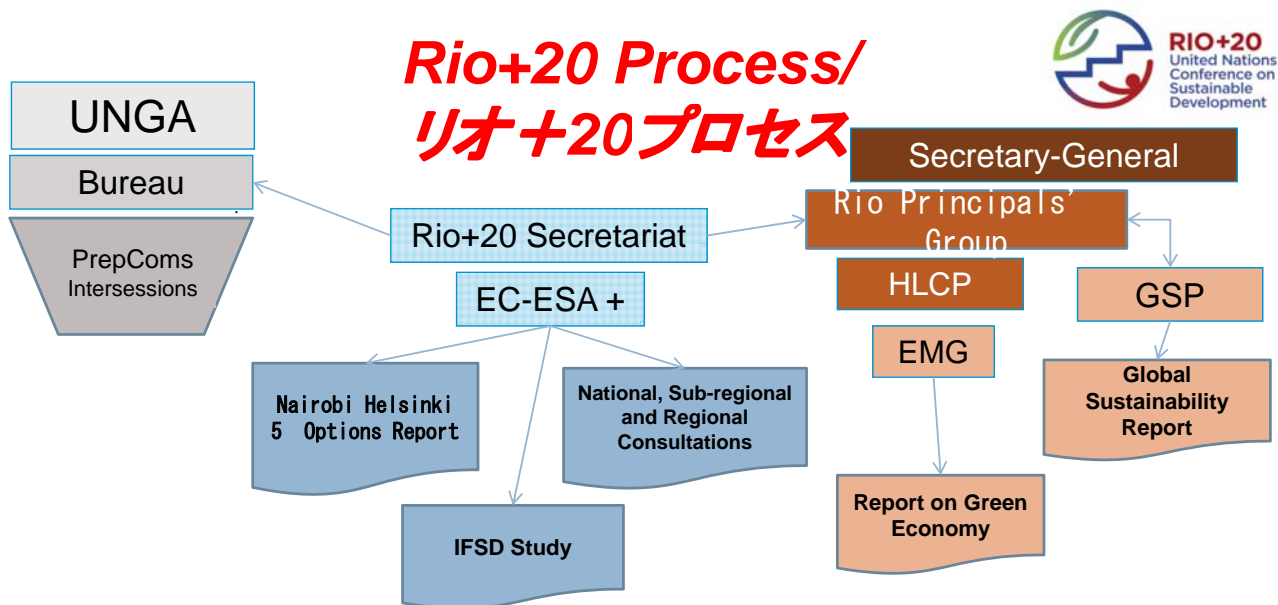 Rio+20 Process/
リオ＋20プロセス
RIO+20
United Nations
Conference on
Sustainable
Development
UNGA
Bureau
PrepComs
Intersessions
Rio+20 Secretariat
EC-ESA +
Nairobi Helsinki
5 Options Report
National, Sub-regional
and Regional
Consultations
IFSD Study
Secretary-General
Rio Principals'
Group
HLCP
GSP
EMG
Global
Sustainability
Report
Report on Green
Economy